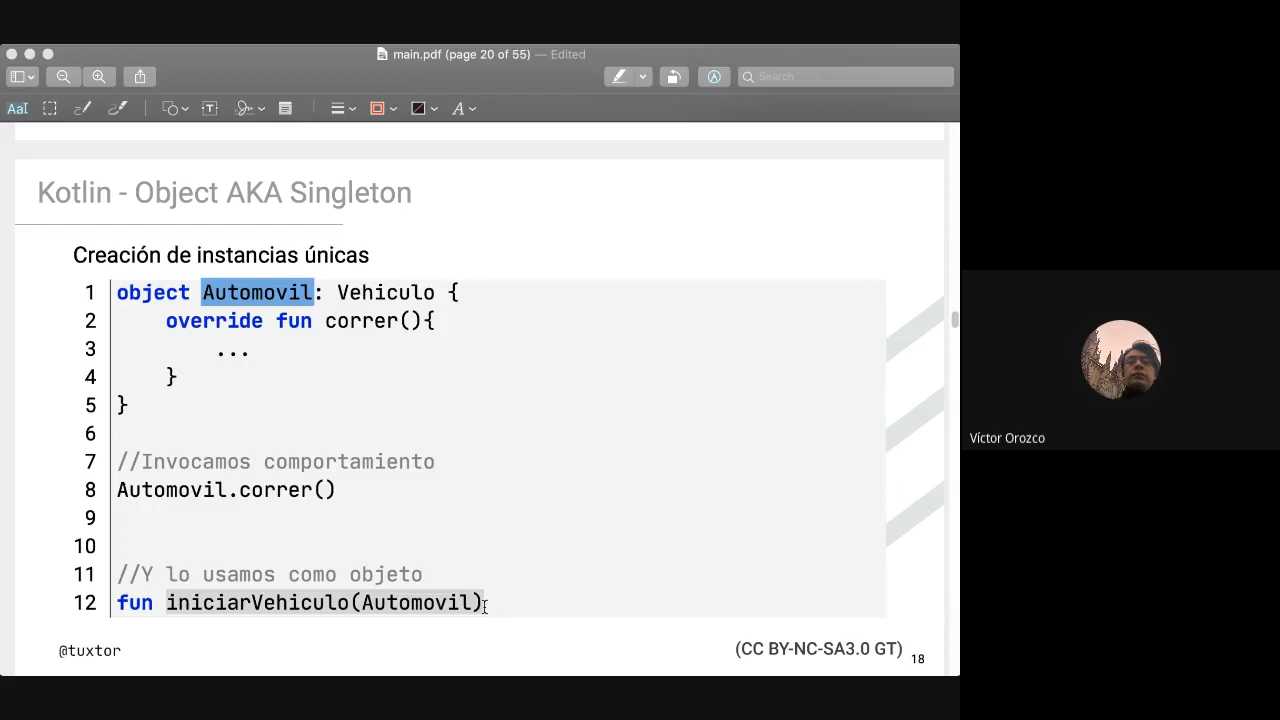 main.pdf (page 20 of 55) — Edited
Search
AaI
T
A
A
Kotlin - Object AKA Singleton
Creación de instancias únicas
1 object Automovil: Vehiculo {
2 override fun correr(){
3 ...
4 }
5 }
6
7 //Invocamos comportamiento
8 Automovil.correr()
9
10
11 //Y lo usamos como objeto
12 fun iniciarVehiculo(Automovil)
@tuxtor
(CC BY-NC-SA3.0 GT) 18
Víctor Orozco